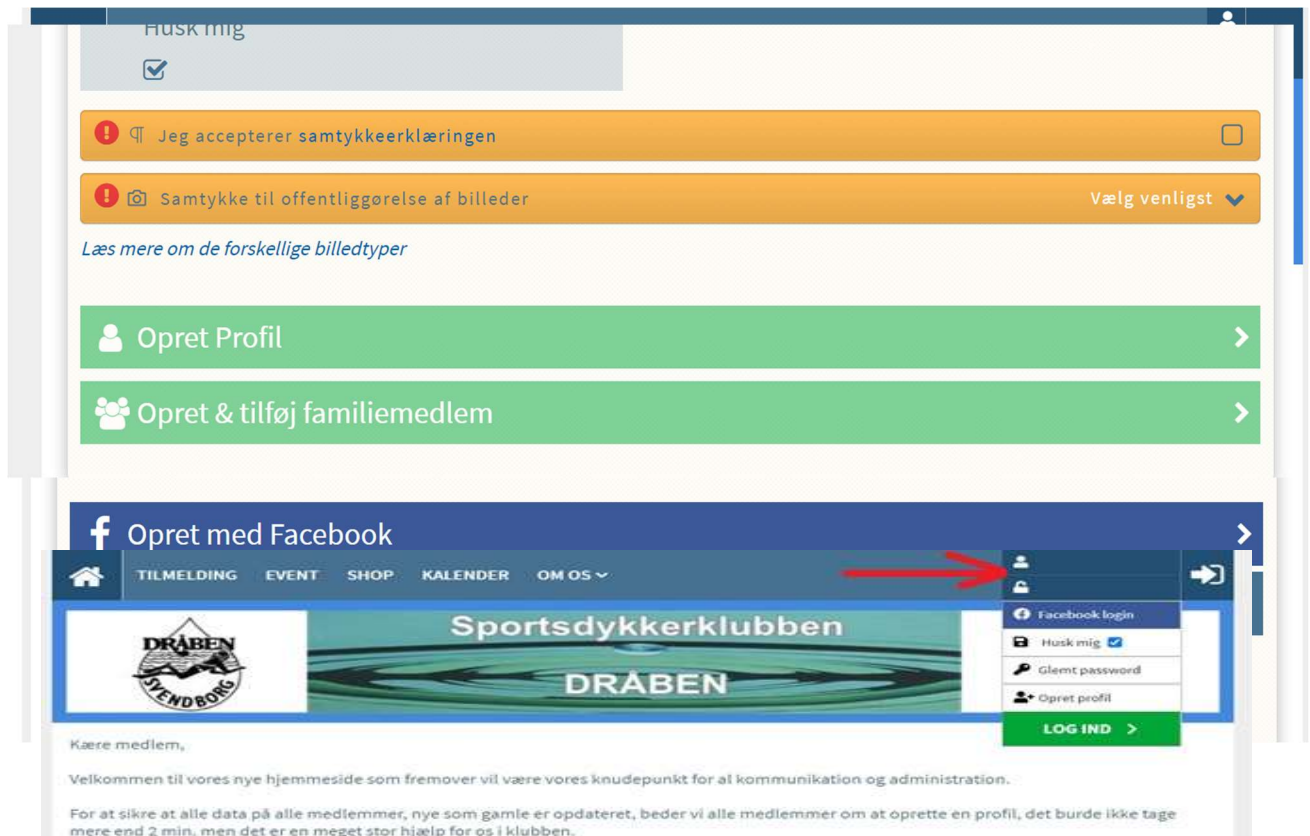 Husk mig
Jeg accepterer samtykkeerklæringen
Samtykke til offentliggørelse af billeder Vælg venligst
Læs mere om de forskellige billedtyper
Opret Profil
Opret & tilføj familiemedlem
Opret med Facebook
TILMELDING EVENT SHOP KALENDER OM OS
Facebook login
Husk mig
Glemt password
Opret profil
LOG IND
DRÅBEN
SVENDBORG
Sportsdykkerklubben
DRÅBEN
Kære medlem,
Velkommen til vores nye hjemmeside som fremover vil være vores knudepunkt for al kommunikation og administration.
For at sikre at alle data på alle medlemmer, nye som gamle er opdateret, beder vi alle medlemmer om at oprette en profil, det burde ikke tage
mere end 2 min. men det er en meget stor hjælp for os i klubben.